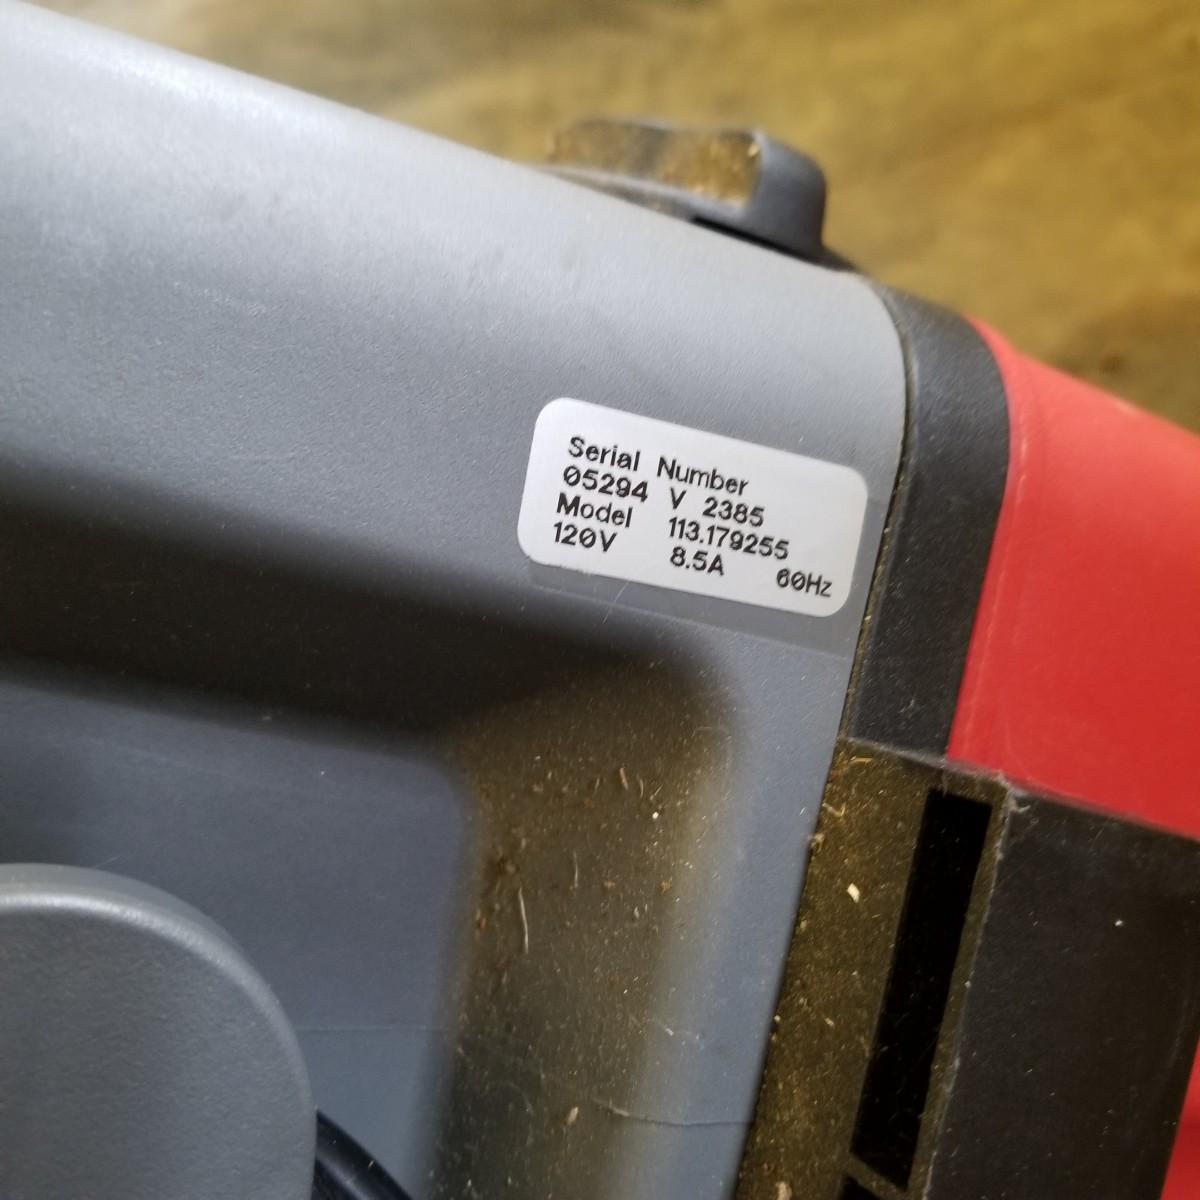 Serial Number
05294 V 2385
Model 113.179255
120V 8.5A 60Hz